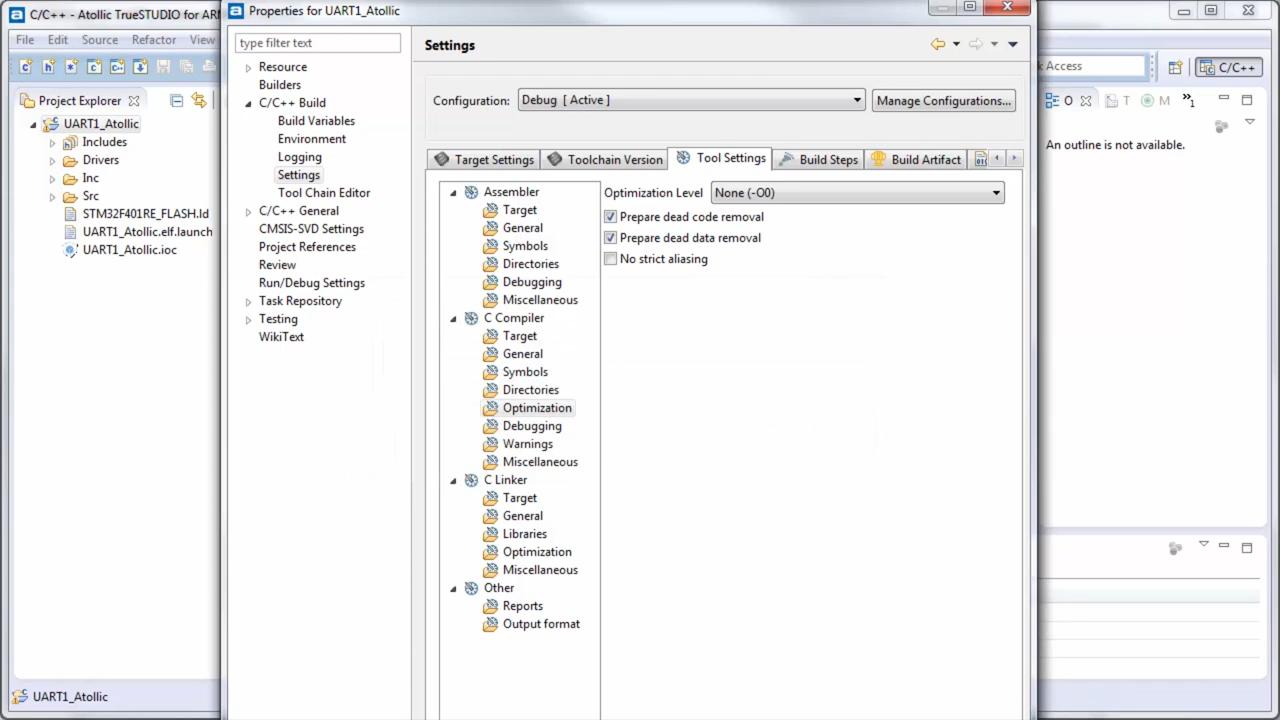 C/C++ - Atollic TrueSTUDIO for AR
Properties for UART1_Atollic
File Edit Source Refactor View
type filter text
Settings
Access
C/C++
Project Explorer
Resource
Builders
C/C++ Build
Build Variables
Environment
Logging
Settings
Tool Chain Editor
C/C++ General
CMSIS-SVD Settings
Project References
Review
Run/Debug Settings
Task Repository
Testing
WikiText
Configuration: Debug [ Active ] Manage Configurations...
O T M »1
UART1_Atollic
Includes
Drivers
Inc
Src
STM32F401RE_FLASH.ld
UART1_Atollic.elf.launch
UART1_Atollic.ioc
An outline is not available.
Target Settings Toolchain Version Tool Settings Build Steps Build Artifact
Assembler
Target
General
Symbols
Directories
Debugging
Miscellaneous
C Compiler
Target
General
Symbols
Directories
Optimization
Debugging
Warnings
Miscellaneous
C Linker
Target
General
Libraries
Optimization
Miscellaneous
Other
Reports
Output format
Optimization Level None (-O0)
Prepare dead code removal
Prepare dead data removal
No strict aliasing
UART1_Atollic